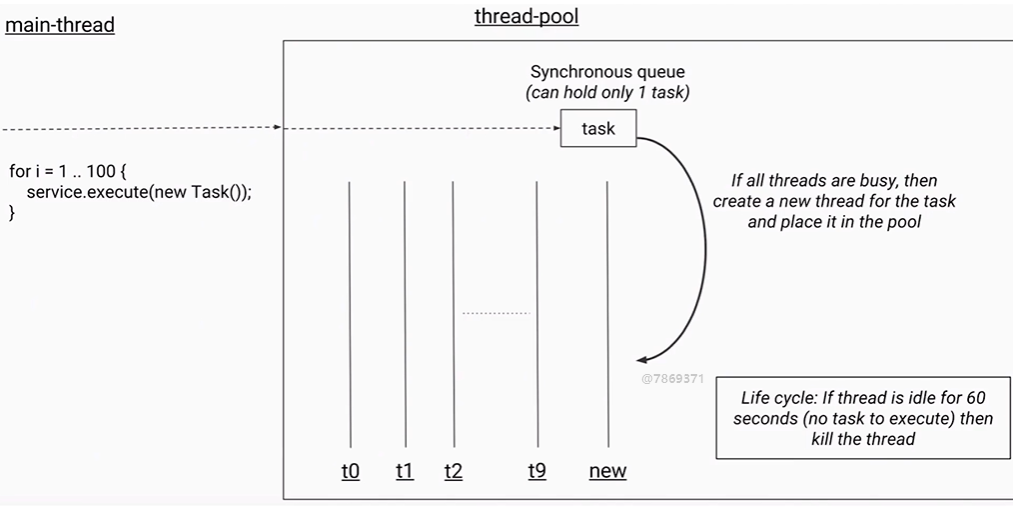 main-thread
thread-pool
Synchronous queue
(can hold only 1 task)
task
for i = 1 .. 100 {
service.execute(new Task());
}
If all threads are busy, then
create a new thread for the task
and place it in the pool
@7869371
Life cycle: If thread is idle for 60
seconds (no task to execute) then
kill the thread
t0 t1 t2 t9 new